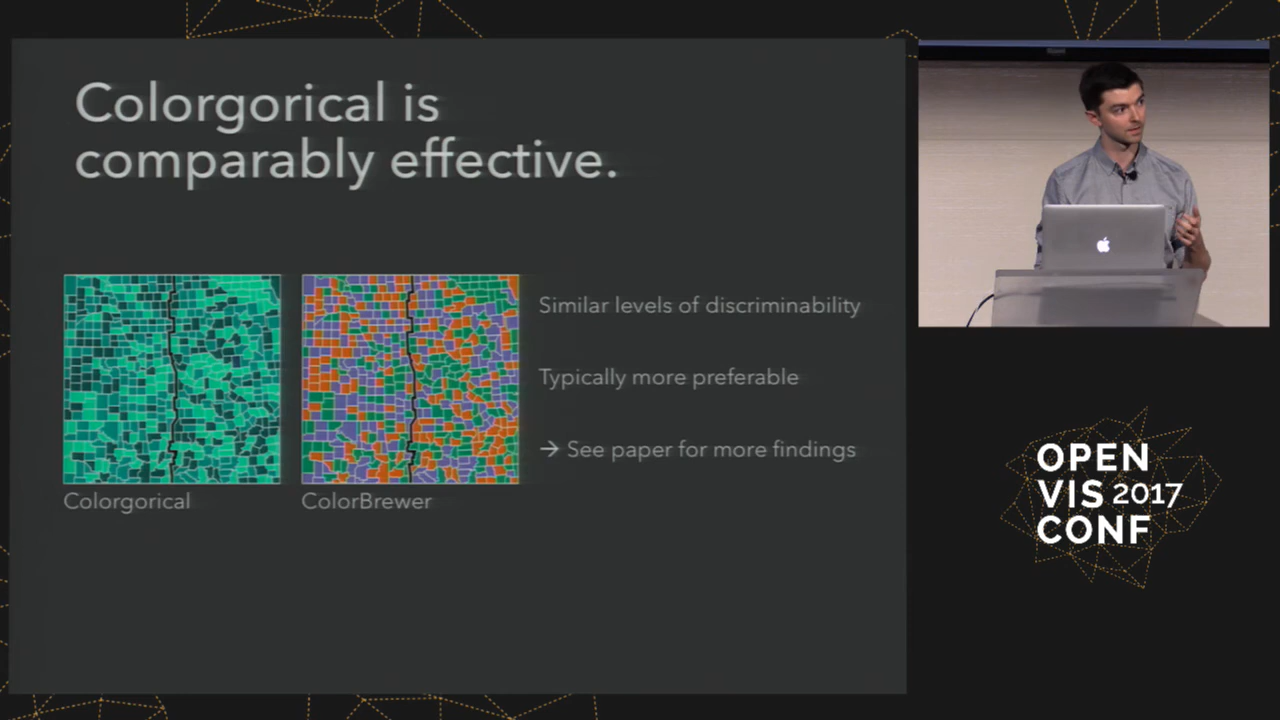 Colorgorical is
comparably effective.
Similar levels of discriminability
Typically more preferable
→ See paper for more findings
Colorgorical
ColorBrewer
OPEN
VIS 2017
CONF